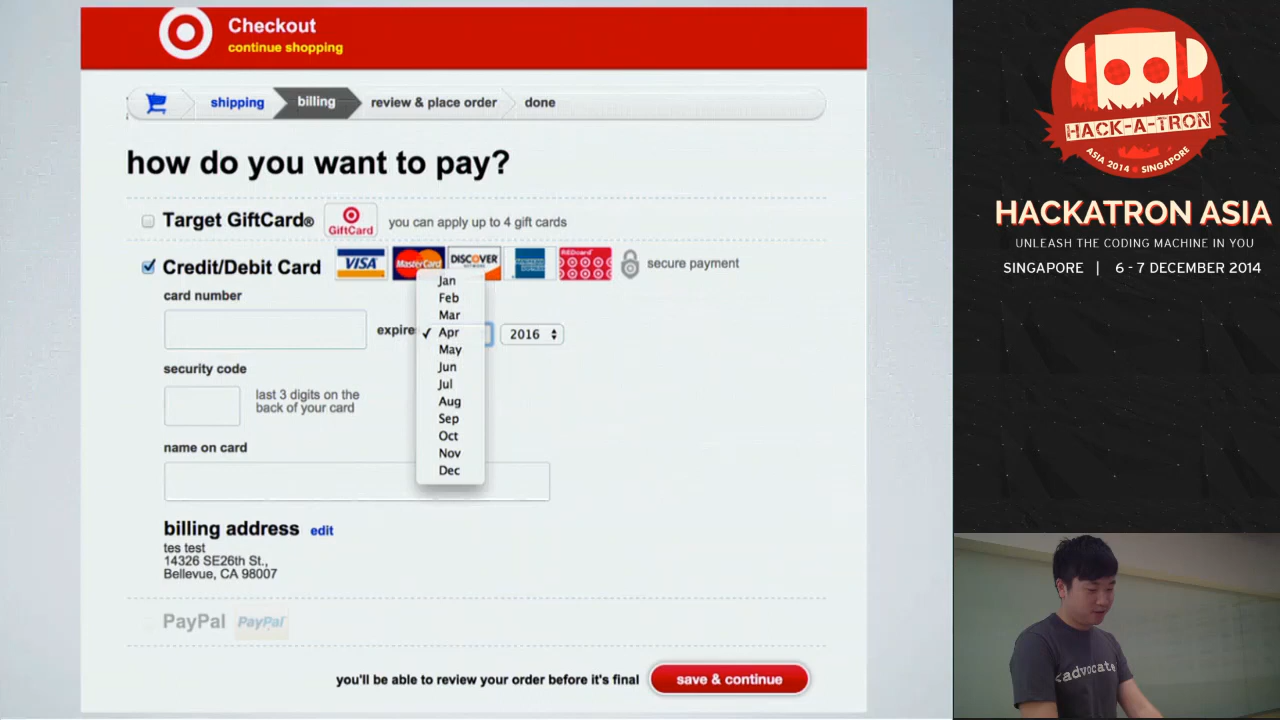 Checkout
continue shopping
shipping
billing
review & place order
done
how do you want to pay?
Target GiftCard®
GiftCard
you can apply up to 4 gift cards
Credit/Debit Card
VISA
MasterCard
DISCOVER
REDcard
secure payment
card number
expire
Jan
Feb
Mar
✓ Apr
May
Jun
Jul
Aug
Sep
Oct
Nov
Dec
2016
security code
last 3 digits on the
back of your card
name on card
billing address edit
tes test
14326 SE26th St.,
Bellevue, CA 98007
PayPal PayPal
you'll be able to review your order before it's final
save & continue
HACK-A-TRON
ASIA 2014 SINGAPORE
HACKATRON ASIA
UNLEASH THE CODING MACHINE IN YOU
SINGAPORE | 6 - 7 DECEMBER 2014
<advocate